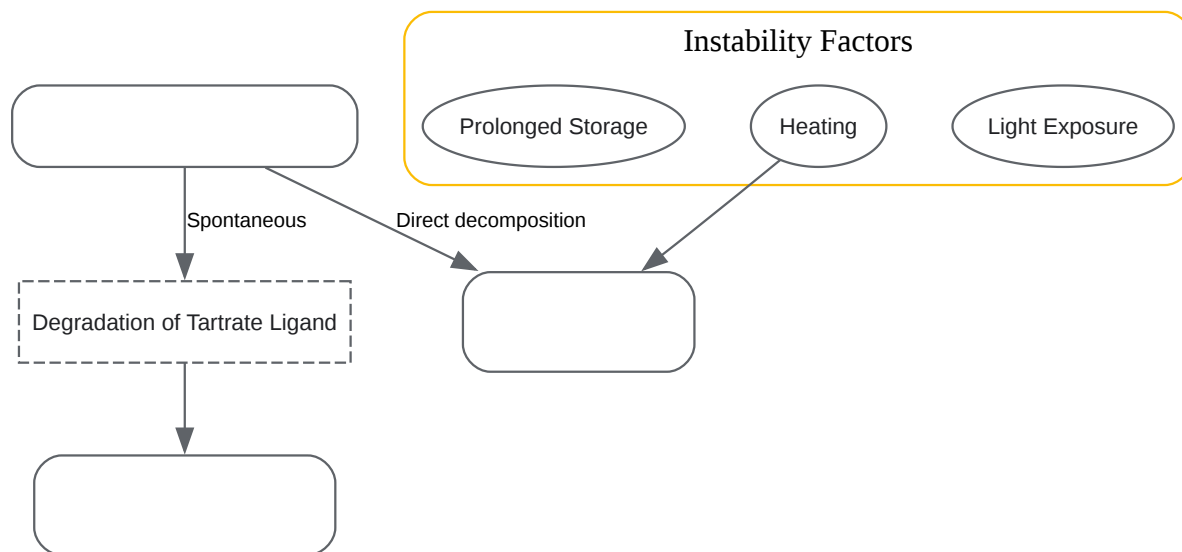 Instability Factors
Prolonged Storage
Heating
Light Exposure
Spontaneous
Direct decomposition
Degradation of Tartrate Ligand